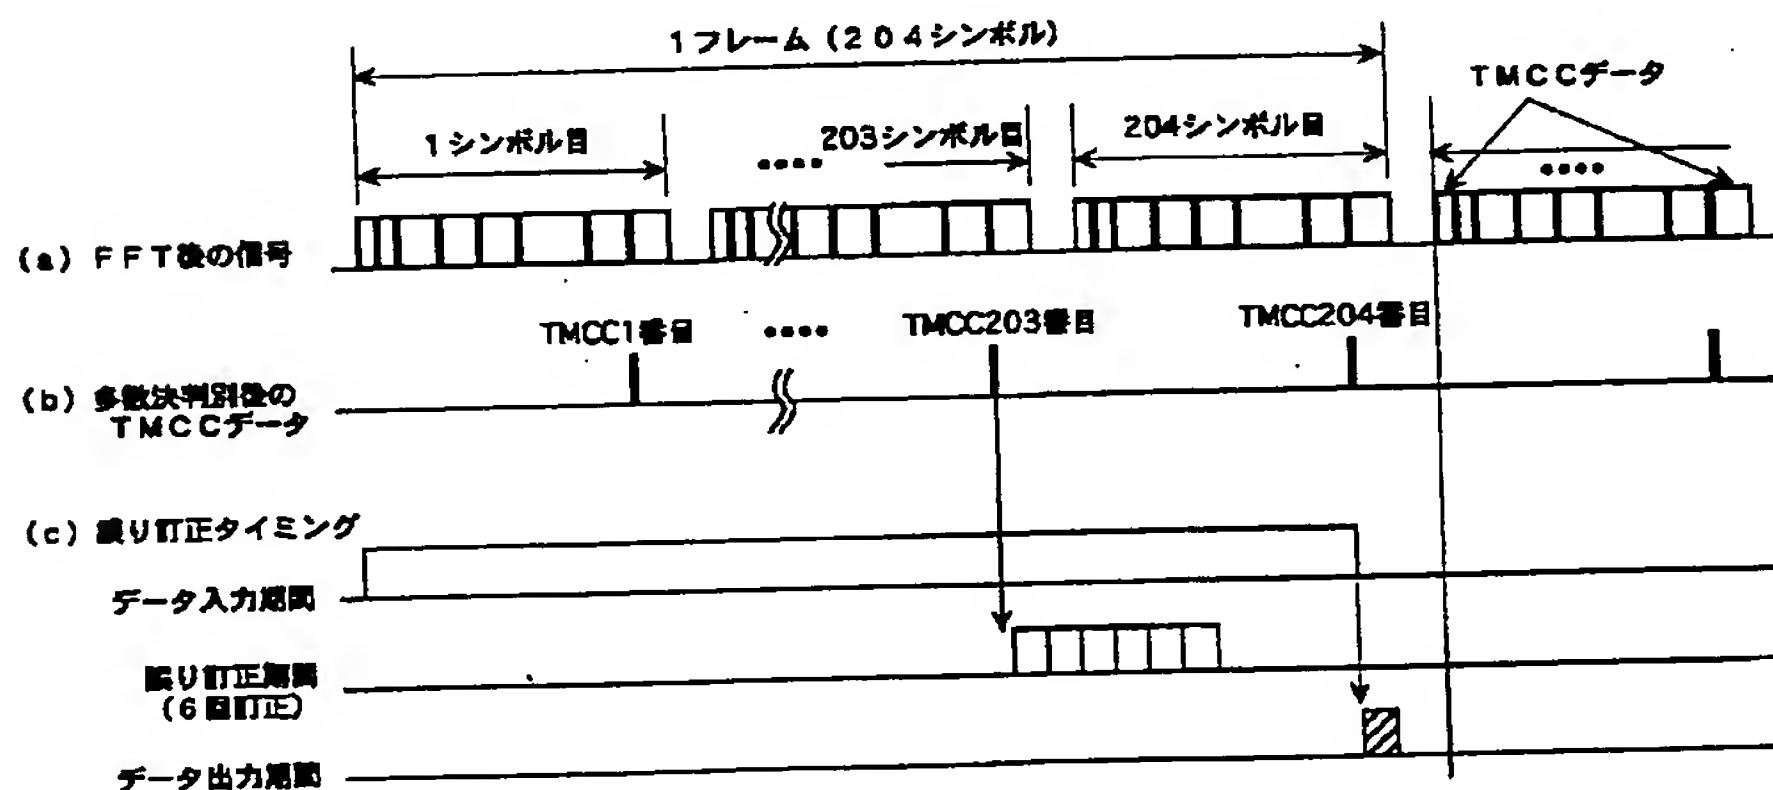 1フレーム(204シンボル)
TMCCデータ
1シンボル目
203シンボル目
204シンボル目
(a) FFT後の信号
TMCC1番目
TMCC203番目
TMCC204番目
(b) 多数決判別後の
TMCCデータ
(c) 誤り訂正タイミング
データ入力期間
誤り訂正期間
(6回訂正)
データ出力期間